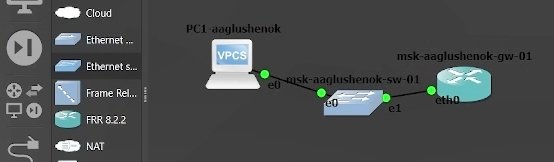 Cloud
Ethernet ...
Ethernet s...
Frame Rel...
FRR 8.2.2
NAT
PC1-aaglushenok
VPCS
e0
msk-aaglushenok-sw-01
e0
e1
msk-aaglushenok-gw-01
eth0